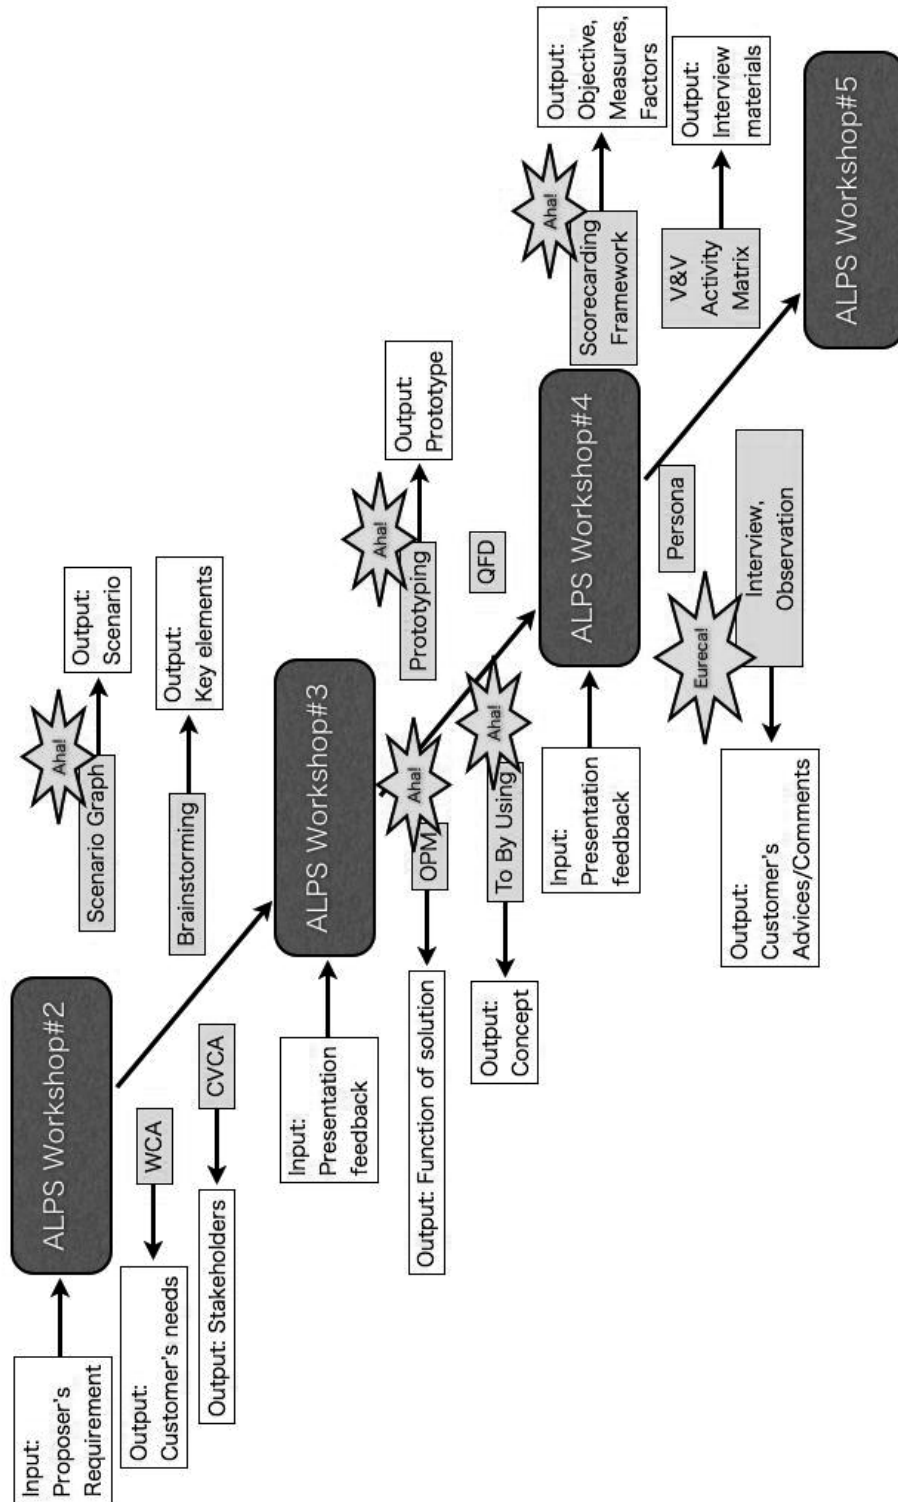 ALPS Workshop#2
Input:
Proposer's
Requirement
WCA
Output:
Customer's needs
CVCA
Output: Stakeholders
Aha!
Scenario Graph
Output:
Scenario
Brainstorming
Output:
Key elements
ALPS Workshop#3
Input:
Presentation
feedback
Aha!
OPM
Output: Function of solution
Aha!
To By Using
Output:
Concept
Aha!
Prototyping
Output:
Prototype
QFD
ALPS Workshop#4
Input:
Presentation
feedback
Persona
Eureca!
Interview,
Observation
Output:
Customer's
Advices/Comments
Aha!
Scorecarding
Framework
Output:
Objective,
Measures,
Factors
V&V
Activity
Matrix
Output:
Interview
materials
ALPS Workshop#5